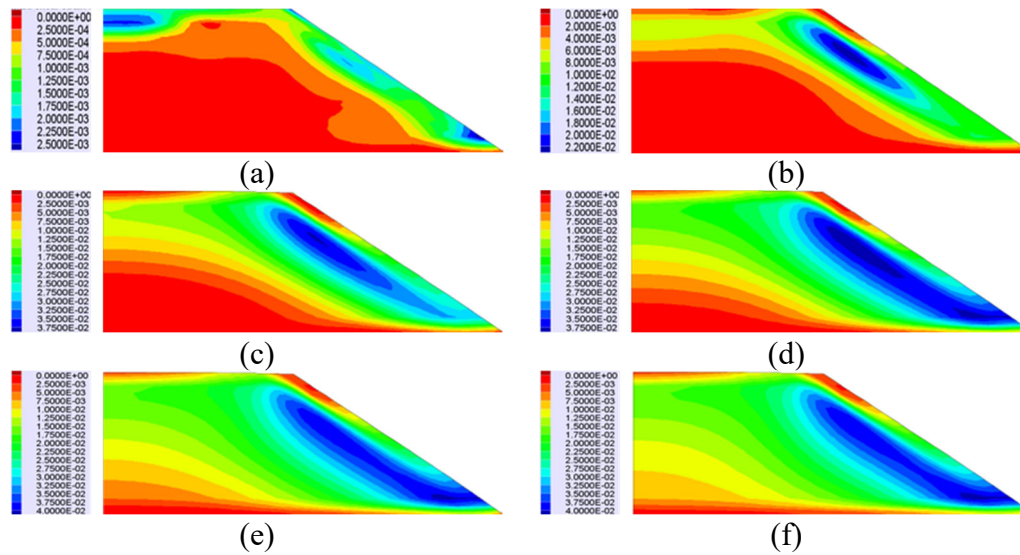 0.0000E+00
2.5000E-04
5.0000E-04
7.5000E-04
1.0000E-03
1.2500E-03
1.5000E-03
1.7500E-03
2.0000E-03
2.2500E-03
2.5000E-03
(a)
0.0000E+00
2.0000E-03
4.0000E-03
6.0000E-03
8.0000E-03
1.0000E-02
1.2000E-02
1.4000E-02
1.6000E-02
1.8000E-02
2.0000E-02
2.2000E-02
(b)
0.0000E+00
2.5000E-03
5.0000E-03
7.5000E-03
1.0000E-02
1.2500E-02
1.5000E-02
1.7500E-02
2.0000E-02
2.2500E-02
2.5000E-02
2.7500E-02
3.0000E-02
3.2500E-02
3.5000E-02
3.7500E-02
(c)
0.0000E+00
2.5000E-03
5.0000E-03
7.5000E-03
1.0000E-02
1.2500E-02
1.5000E-02
1.7500E-02
2.0000E-02
2.2500E-02
2.5000E-02
2.7500E-02
3.0000E-02
3.2500E-02
3.5000E-02
3.7500E-02
(d)
0.0000E+00
2.5000E-03
5.0000E-03
7.5000E-03
1.0000E-02
1.2500E-02
1.5000E-02
1.7500E-02
2.0000E-02
2.2500E-02
2.5000E-02
2.7500E-02
3.0000E-02
3.2500E-02
3.5000E-02
3.7500E-02
4.0000E-02
(e)
0.0000E+00
2.5000E-03
5.0000E-03
7.5000E-03
1.0000E-02
1.2500E-02
1.5000E-02
1.7500E-02
2.0000E-02
2.2500E-02
2.5000E-02
2.7500E-02
3.0000E-02
3.2500E-02
3.5000E-02
3.7500E-02
4.0000E-02
(f)